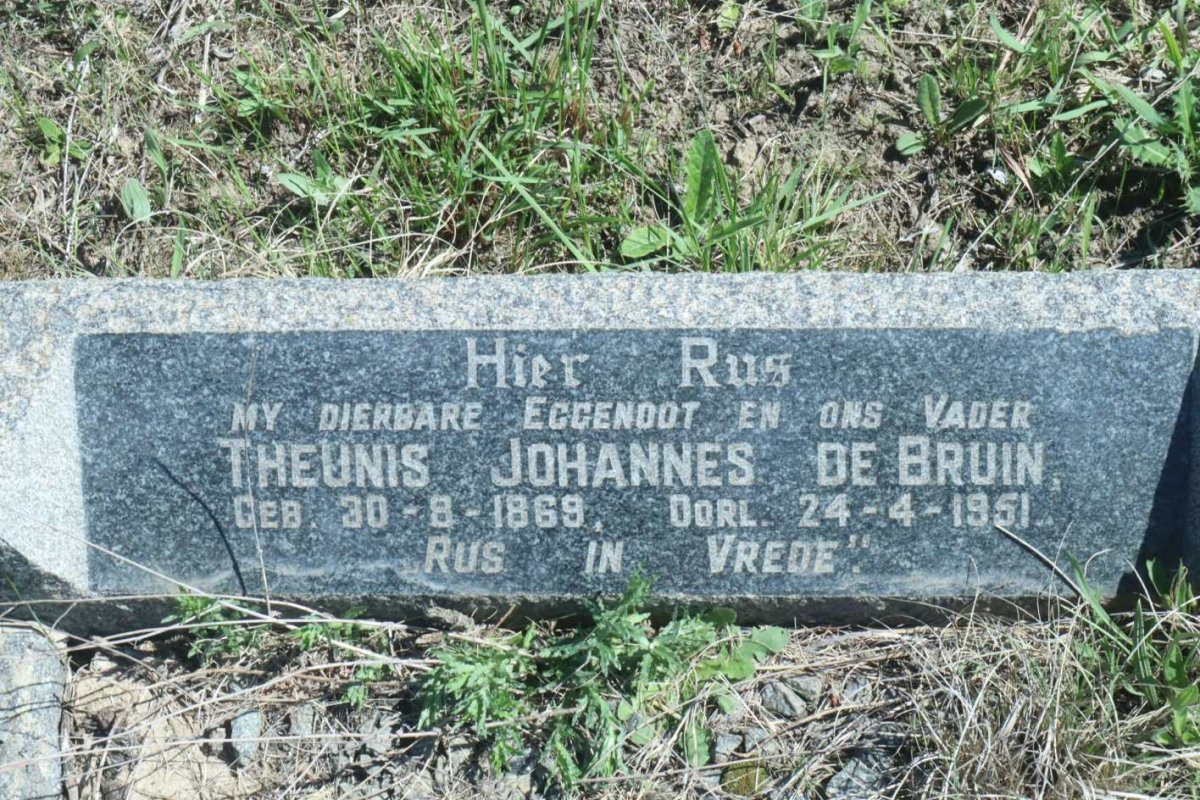 Hier Rus
MY DIERBARE EGGENOOT EN ONS VADER
THEUNIS JOHANNES DE BRUIN.
GEB. 30-8-1869. OORL. 24-4-1951.
„RUS IN VREDE".